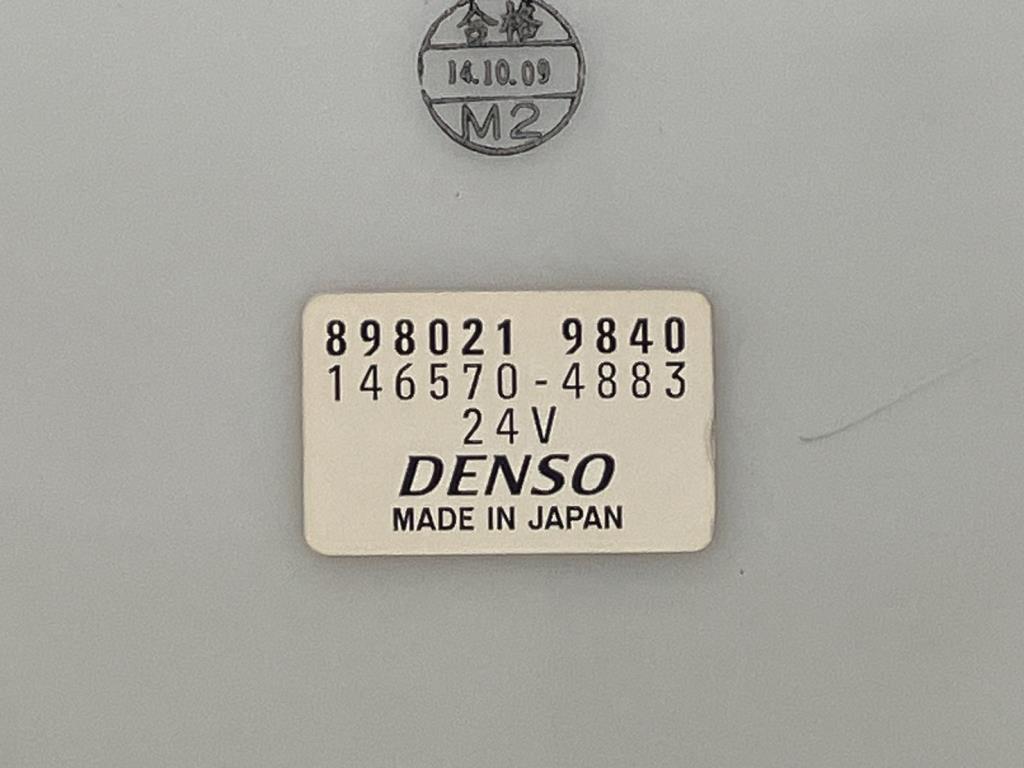 合格
14.10.09
M2
898021 9840
146570-4883
24V
DENSO
MADE IN JAPAN